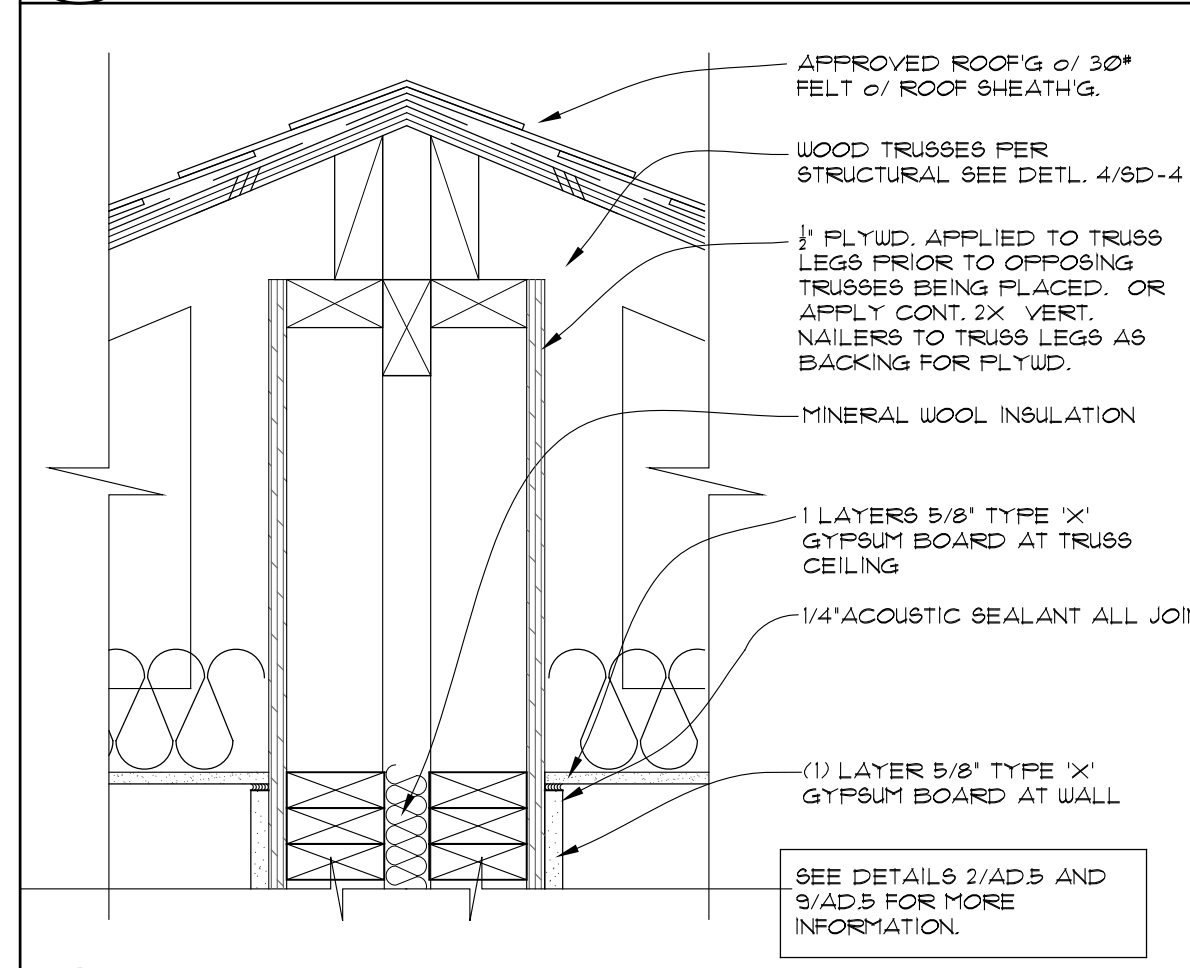 APPROVED ROOF'G o/ 30#
FELT o/ ROOF SHEATH'G.
WOOD TRUSSES PER
STRUCTURAL SEE DETL. 4/SD-4
½" PLYWD. APPLIED TO TRUSS
LEGS PRIOR TO OPPOSING
TRUSSES BEING PLACED. OR
APPLY CONT. 2X VERT.
NAILERS TO TRUSS LEGS AS
BACKING FOR PLYWD.
MINERAL WOOL INSULATION
1 LAYERS 5/8" TYPE 'X'
GYPSUM BOARD AT TRUSS
CEILING
1/4"ACOUSTIC SEALANT ALL
(1) LAYER 5/8" TYPE 'X'
GYPSUM BOARD AT WALL
SEE DETAILS 2/AD.5 AND
9/AD.5 FOR MORE
INFORMATION.